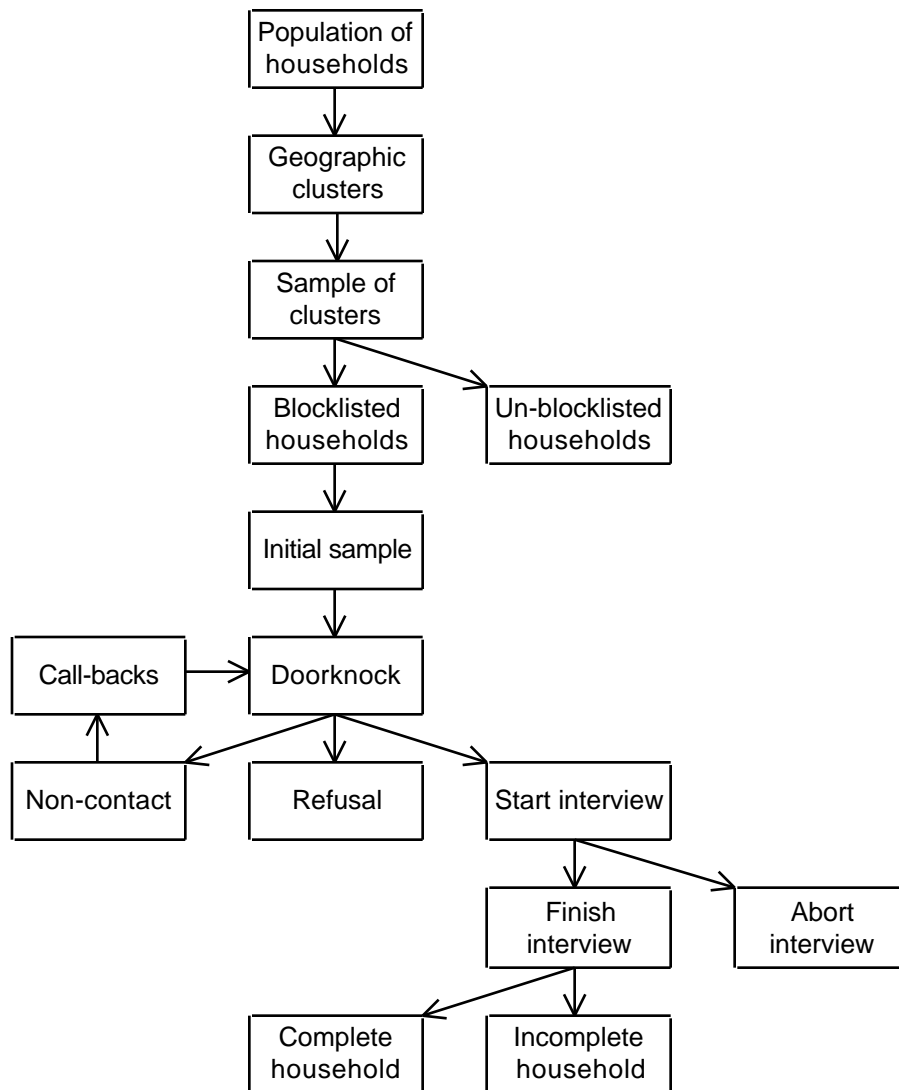 Population of
households
Geographic
clusters
Sample of
clusters
Blocklisted
households
Un-blocklisted
households
Initial sample
Call-backs
Doorknock
Non-contact
Refusal
Start interview
Finish
interview
Abort
interview
Complete
household
Incomplete
household